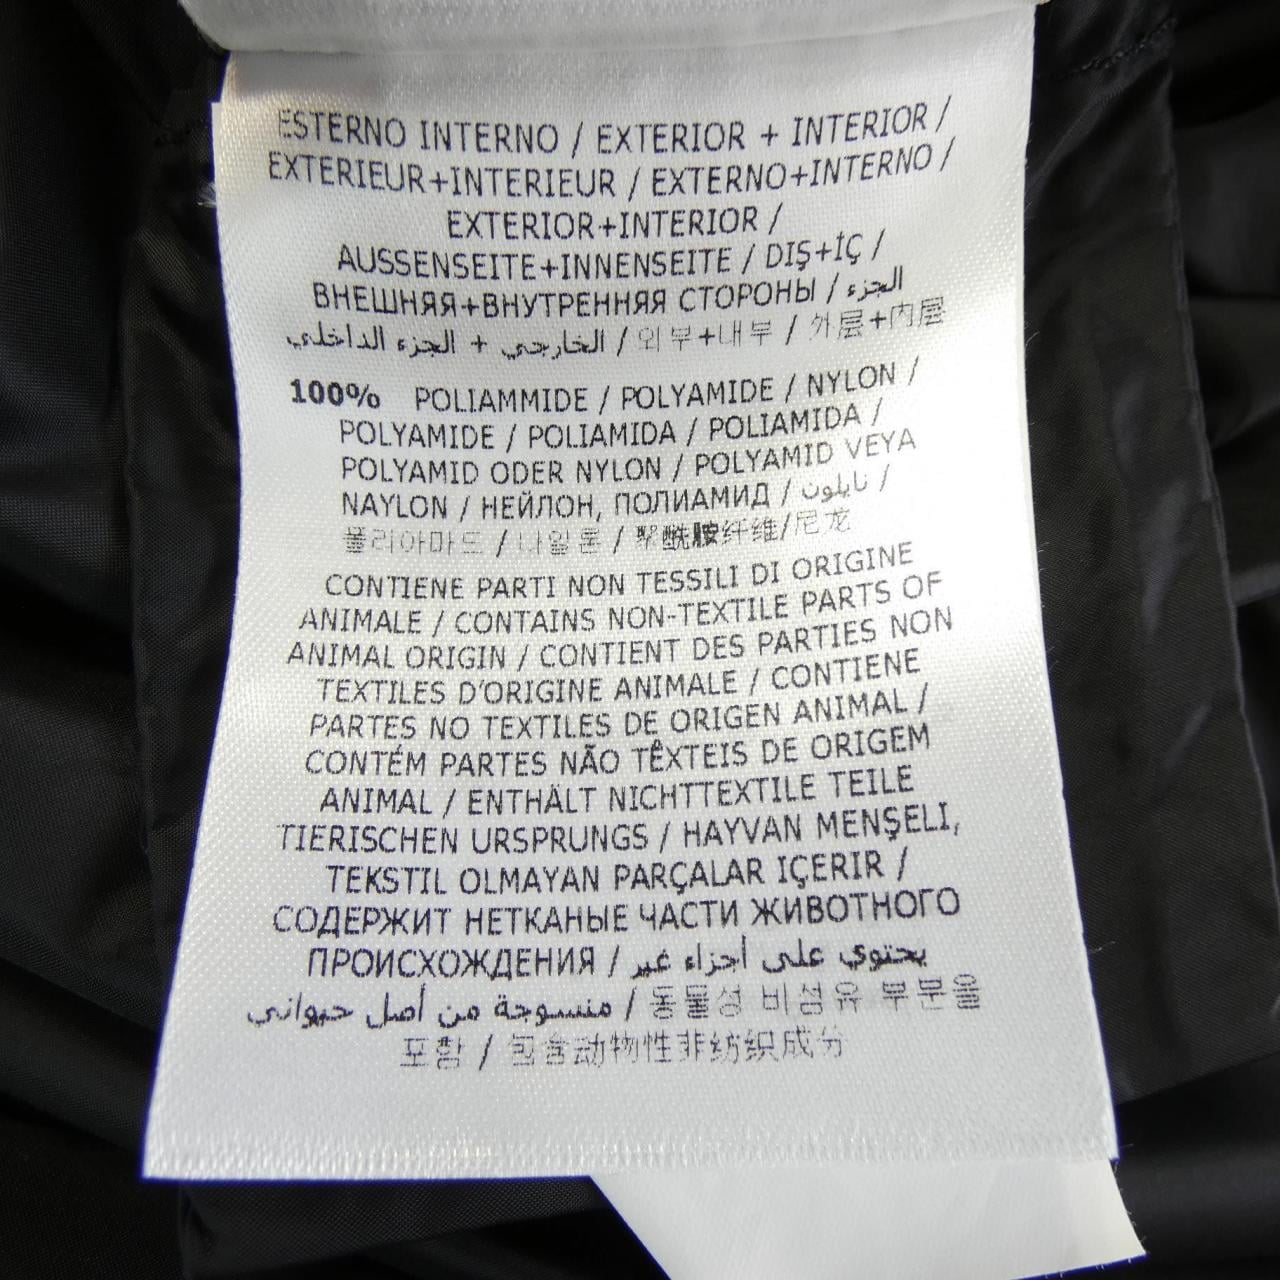 ESTERNO INTERNO / EXTERIOR + INTERIOR /
EXTERIEUR+INTERIEUR / EXTERNO+INTERNO /
EXTERIOR+INTERIOR /
AUSSENSEITE+INNENSEITE / DIŞ+İÇ /
ВНЕШНЯЯ+ВНУТРЕННЯЯ СТОРОНЫ / الجزء
الخارجي + الجزء الداخلي / 외부+내부 / 外层+内层
100% POLIAMMIDE / POLYAMIDE / NYLON /
POLYAMIDE / POLIAMIDA / POLIAMIDA /
POLYAMID ODER NYLON / POLYAMID VEYA
NAYLON / НЕЙЛОН, ПОЛИАМИД / نايلون /
폴리아마드 / 나일론 / 聚酰胺纤维/尼龙
CONTIENE PARTI NON TESSILI DI ORIGINE
ANIMALE / CONTAINS NON-TEXTILE PARTS OF
ANIMAL ORIGIN / CONTIENT DES PARTIES NON
TEXTILES D'ORIGINE ANIMALE / CONTIENE
PARTES NO TEXTILES DE ORIGEN ANIMAL /
CONTÉM PARTES NÃO TÊXTEIS DE ORIGEM
ANIMAL / ENTHÄLT NICHTTEXTILE TEILE
TIERISCHEN URSPRUNGS / HAYVAN MENŞELI,
TEKSTIL OLMAYAN PARÇALAR IÇERIR /
СОДЕРЖИТ НЕТКАНЫЕ ЧАСТИ ЖИВОТНОГО
ПРОИСХОЖДЕНИЯ / يحتوي على أجزاء غير
منسوجة من أصل حيواني / 동물성 비섬유 부분을
포함 / 包含动物性非纺织成分